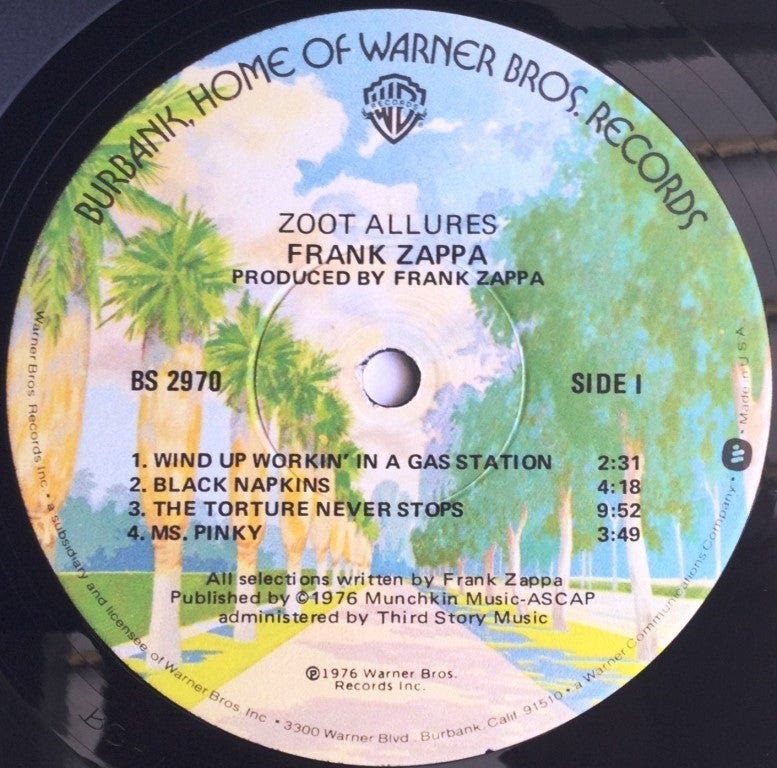 BURBANK, HOME OF WARNER BROS. RECORDS
WB
RECORDS
ZOOT ALLURES
FRANK ZAPPA
PRODUCED BY FRANK ZAPPA
BS 2970
SIDE I
1. WIND UP WORKIN' IN A GAS STATION 2:31
2. BLACK NAPKINS 4:18
3. THE TORTURE NEVER STOPS 9:52
4. MS. PINKY 3:49
All selections written by Frank Zappa
Published by ©1976 Munchkin Music-ASCAP
administered by Third Story Music
℗1976 Warner Bros.
Records Inc.
Warner Bros. Records Inc. • a subsidiary and licensee of Warner Bros. Inc. • 3300 Warner Blvd., Burbank, Calif. 91510 • a Warner Communications Company. • Made in U S A